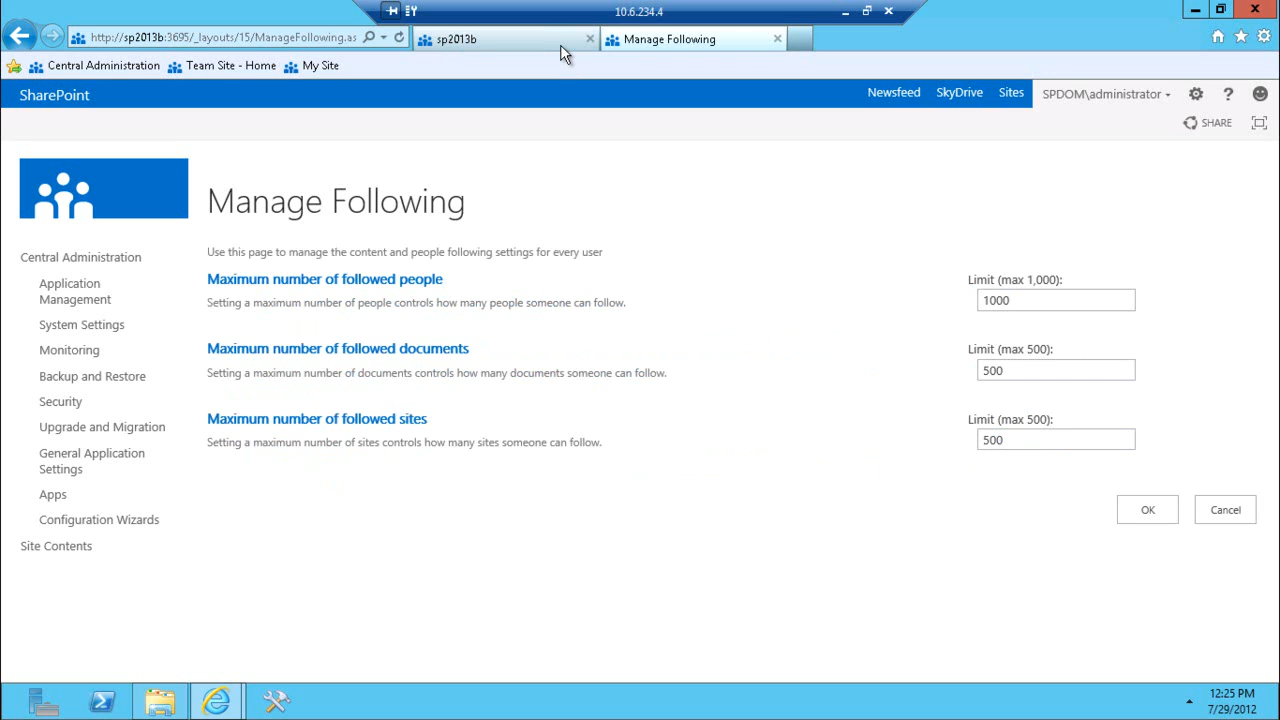 10.6.234.4
http://sp2013b:3695/_layouts/15/ManageFollowing.as
sp2013b
Manage Following
Central Administration
Team Site - Home
My Site
SharePoint
Newsfeed
SkyDrive
Sites
SPDOM\administrator
SHARE
Manage Following
Central Administration
Application
Management
System Settings
Monitoring
Backup and Restore
Security
Upgrade and Migration
General Application
Settings
Apps
Configuration Wizards
Site Contents
Use this page to manage the content and people following settings for every user
Maximum number of followed people
Setting a maximum number of people controls how many people someone can follow.
Limit (max 1,000):
1000
Maximum number of followed documents
Setting a maximum number of documents controls how many documents someone can follow.
Limit (max 500):
500
Maximum number of followed sites
Setting a maximum number of sites controls how many sites someone can follow.
Limit (max 500):
500
OK
Cancel
12:25 PM
7/29/2012